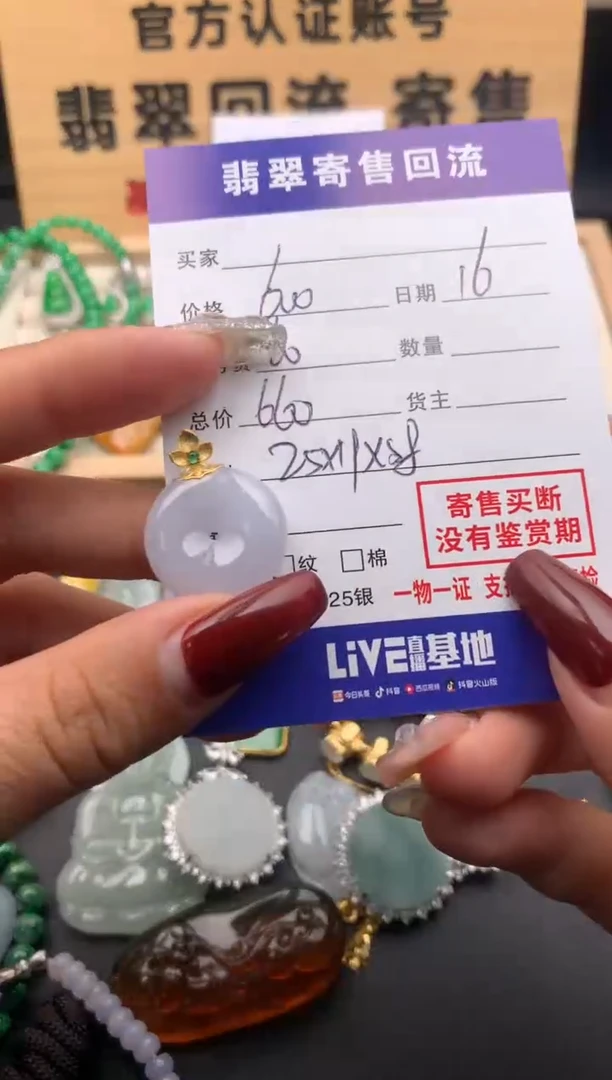 官方认证账号
翡翠回流 寄售
翡翠寄售回流
买家
价格 600 日期 16
数量
总价 660 货主
寄售买断
没有鉴赏期
纹 □棉
25银 一物一证 支 检
LiVE直播基地
今日头条 抖音 西瓜视频 抖音火山版